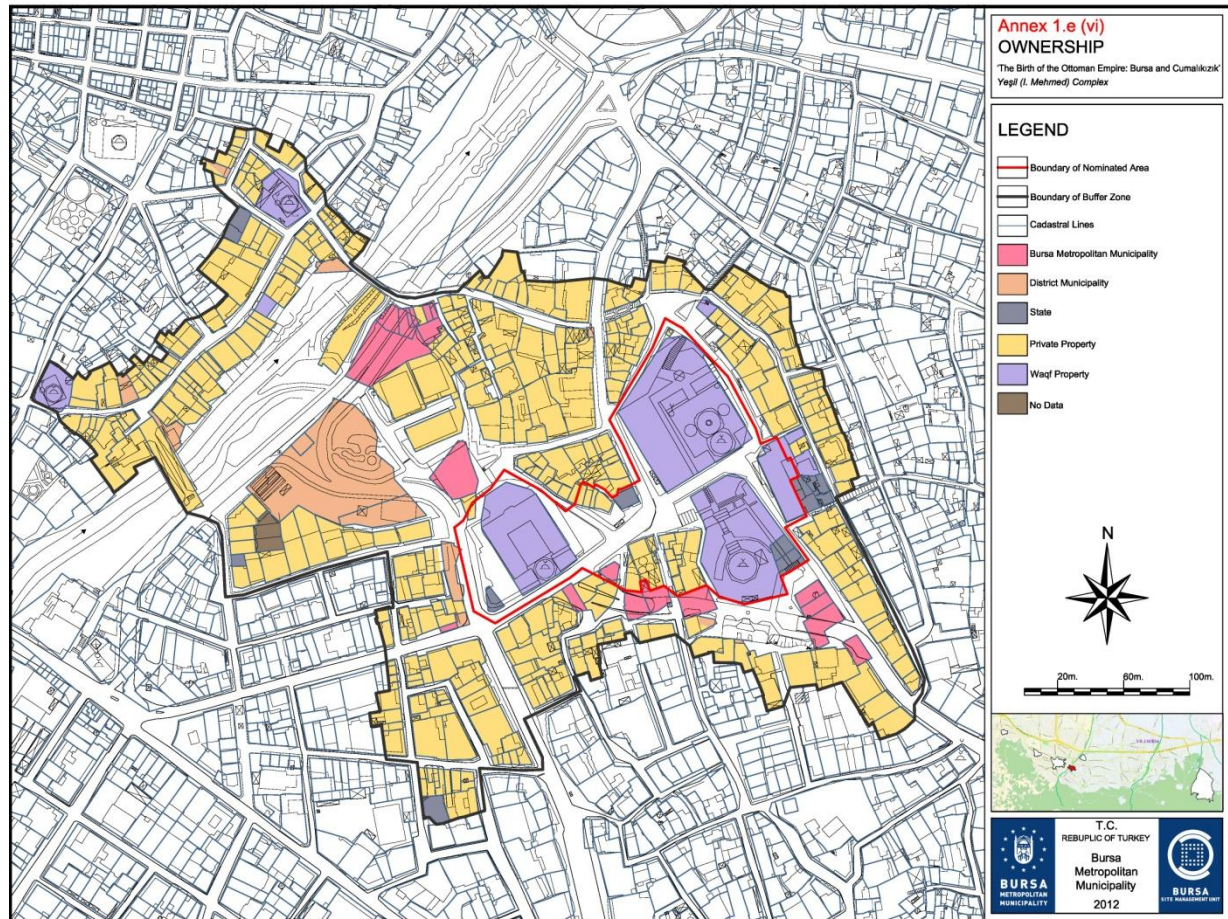 Annex 1.e (vi)
OWNERSHIP
'The Birth of the Ottoman Empire: Bursa and Cumalıkızık'
Yeşil (I. Mehmed) Complex
LEGEND
Boundary of Nominated Area
Boundary of Buffer Zone
Cadastral Lines
Bursa Metropolitan Municipality
District Municipality
State
Private Property
Waqf Property
No Data
N
20m. 60m. 100m.
T.C.
REBUPLIC OF TURKEY
Bursa
Metropolitan
Municipality
2012
BURSA
METROPOLITAN
MUNICIPALITY
BURSA
SITE MANAGEMENT UNIT